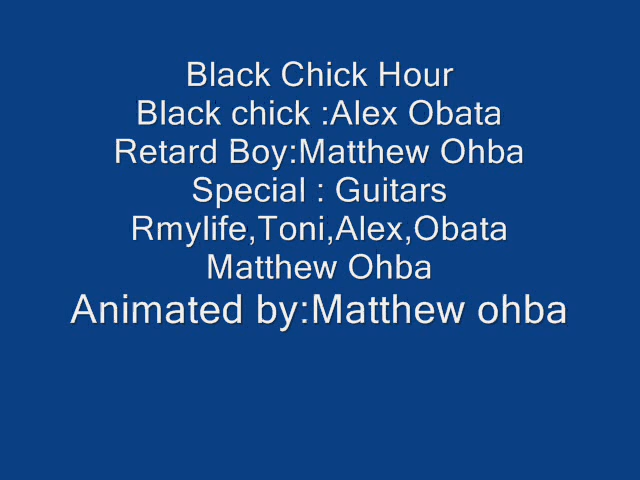 Black Chick Hour
Black chick :Alex Obata
Retard Boy:Matthew Ohba
Special : Guitars
Rmylife,Toni,Alex,Obata
Matthew Ohba
Animated by:Matthew ohba